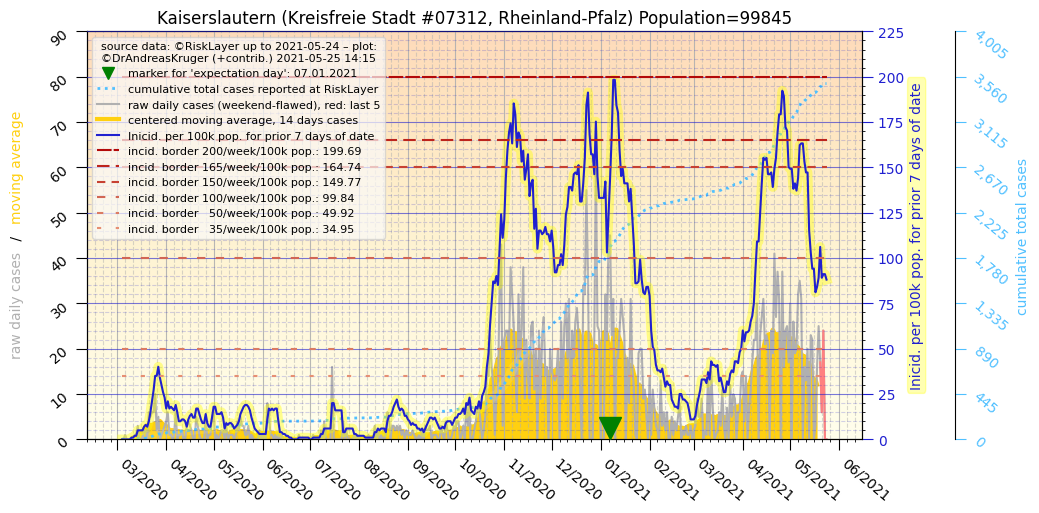 Kaiserslautern (Kreisfreie Stadt #07312, Rheinland-Pfalz) Population=99845
source data: ©RiskLayer up to 2021-05-24 – plot:
©DrAndreasKruger (+contrib.) 2021-05-25 14:15
marker for 'expectation day': 07.01.2021
cumulative total cases reported at RiskLayer
raw daily cases (weekend-flawed), red: last 5
centered moving average, 14 days cases
Inicid. per 100k pop. for prior 7 days of date
incid. border 200/week/100k pop.: 199.69
incid. border 165/week/100k pop.: 164.74
incid. border 150/week/100k pop.: 149.77
incid. border 100/week/100k pop.: 99.84
incid. border   50/week/100k pop.: 49.92
incid. border   35/week/100k pop.: 34.95
raw daily cases / moving average
90
80
70
60
50
40
30
20
10
0
03/2020
04/2020
05/2020
06/2020
07/2020
08/2020
09/2020
10/2020
11/2020
12/2020
01/2021
02/2021
03/2021
04/2021
05/2021
06/2021
225
200
175
150
125
100
75
50
25
0
Inicid. per 100k pop. for prior 7 days of date
4,005
3,560
3,115
2,670
2,225
1,780
1,335
890
445
0
cumulative total cases